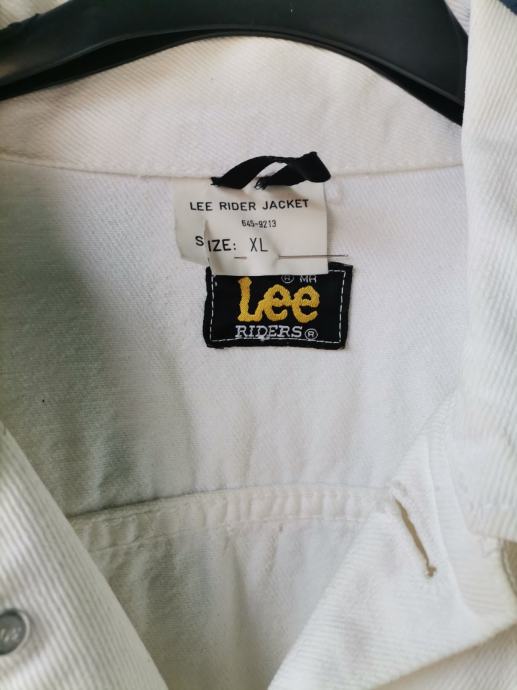 LEE RIDER JACKET
645-9213
SIZE: XL
® MR
Lee
RIDERS®